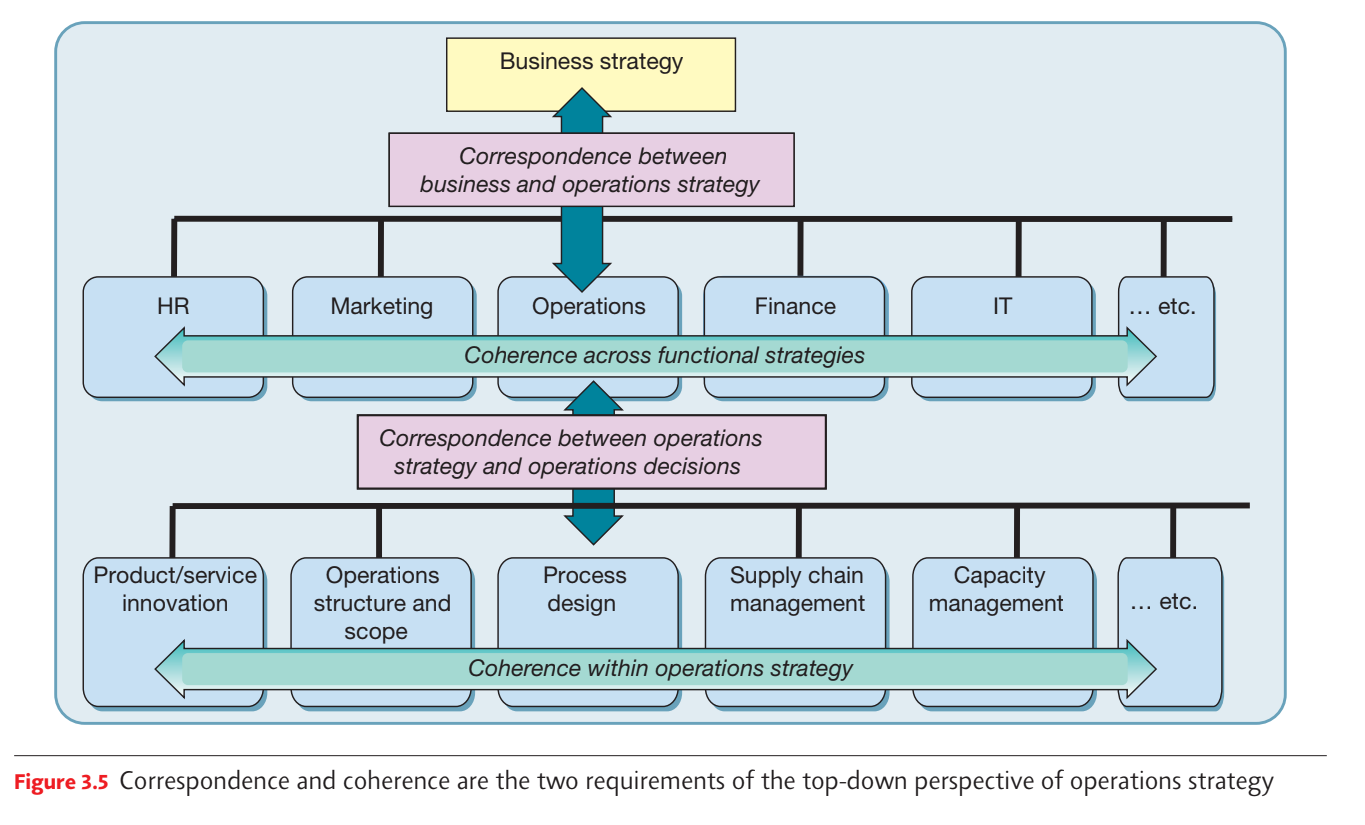 Business strategy
Correspondence between
business and operations strategy
HR
Marketing
Operations
Finance
IT
… etc.
Coherence across functional strategies
Correspondence between operations
strategy and operations decisions
Product/service
innovation
Operations
structure and
scope
Process
design
Supply chain
management
Capacity
management
… etc.
Coherence within operations strategy
Figure 3.5 Correspondence and coherence are the two requirements of the top-down perspective of operations strategy